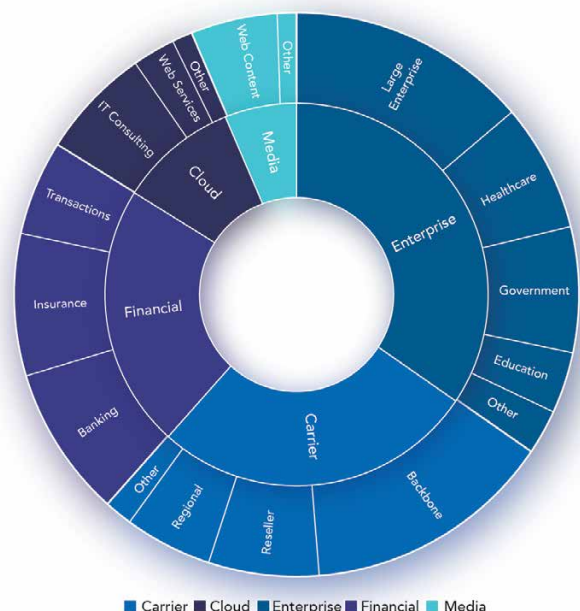 Large
Enterprise
Healthcare
Government
Education
Other
Enterprise
Backbone
Reseller
Regional
Other
Carrier
Banking
Insurance
Transactions
Financial
IT Consulting
Web Services
Other
Cloud
Web Content
Other
Media
Carrier Cloud Enterprise Financial Media